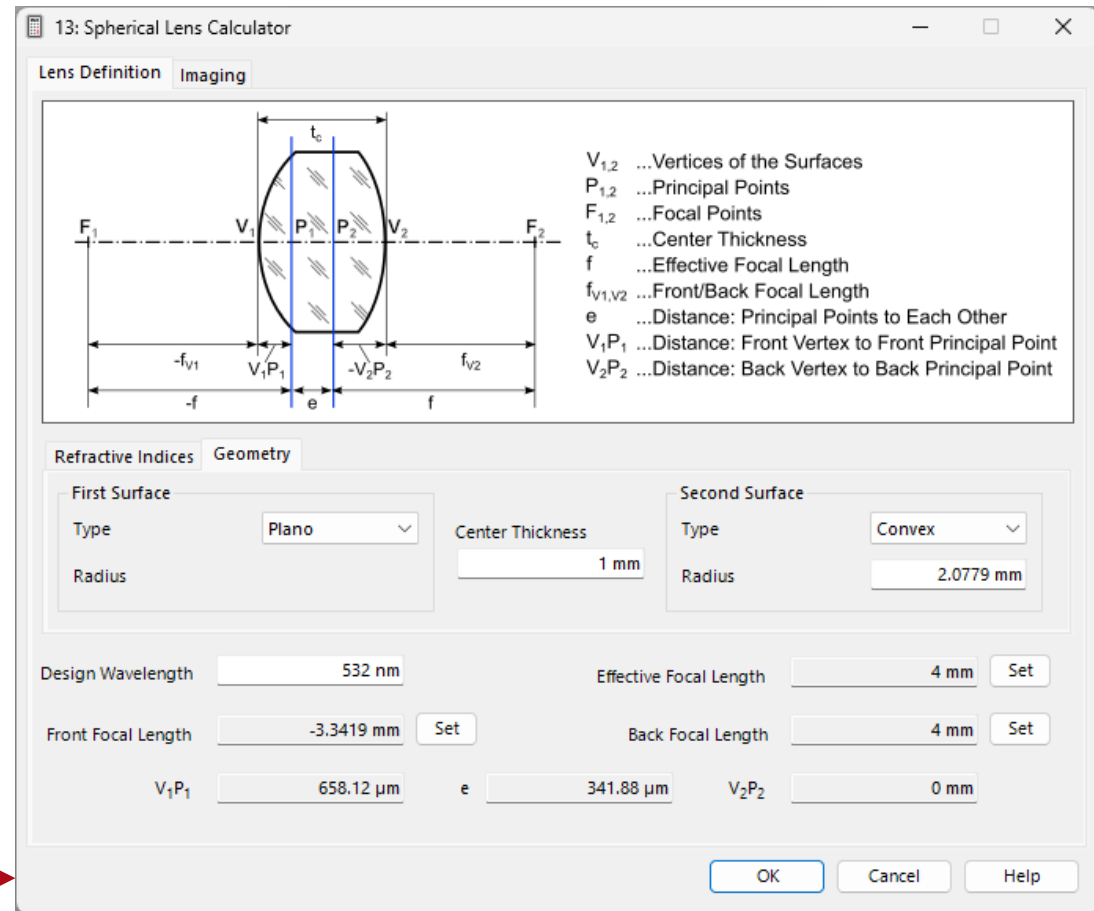 13: Spherical Lens Calculator
Lens Definition Imaging
tc
F1 V1 P1 P2 V2 F2
-fV1 V1P1 -V2P2 fV2
-f e f
V1,2 ...Vertices of the Surfaces
P1,2 ...Principal Points
F1,2 ...Focal Points
tc ...Center Thickness
f ...Effective Focal Length
fV1,V2 ...Front/Back Focal Length
e ...Distance: Principal Points to Each Other
V1P1 ...Distance: Front Vertex to Front Principal Point
V2P2 ...Distance: Back Vertex to Back Principal Point
Refractive Indices Geometry
First Surface
Type Plano
Radius
Center Thickness
1 mm
Second Surface
Type Convex
Radius 2.0779 mm
Design Wavelength 532 nm Effective Focal Length 4 mm Set
Front Focal Length -3.3419 mm Set Back Focal Length 4 mm Set
V1P1 658.12 µm e 341.88 µm V2P2 0 mm
OK Cancel Help